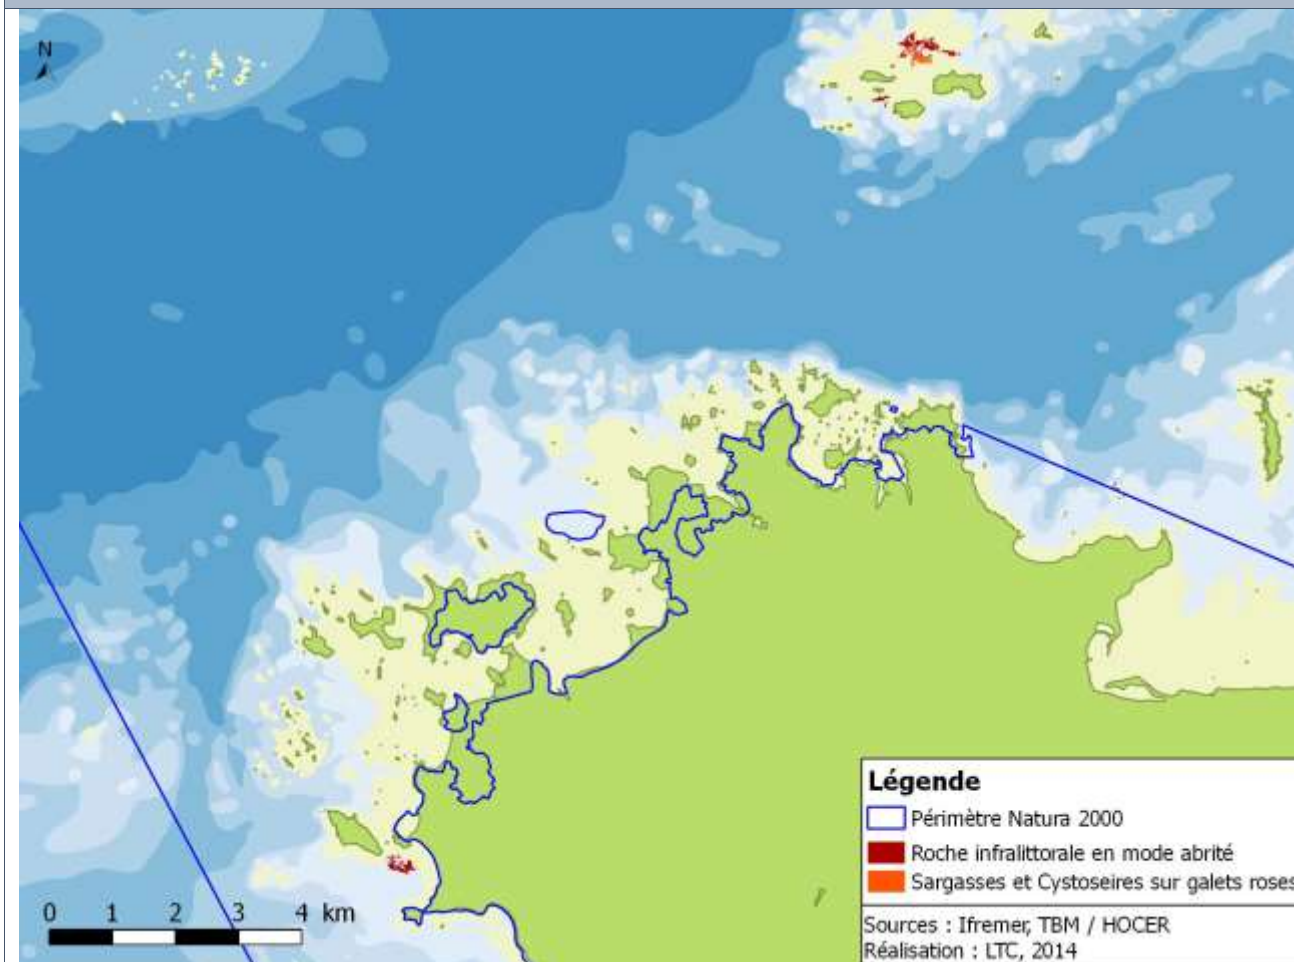 N
Légende
Périmètre Natura 2000
Roche infralittorale en mode abrité
Sargasses et Cystoseires sur galets roses
0 1 2 3 4 km
Sources : Ifremer, TBM / HOCER
Réalisation : LTC, 2014